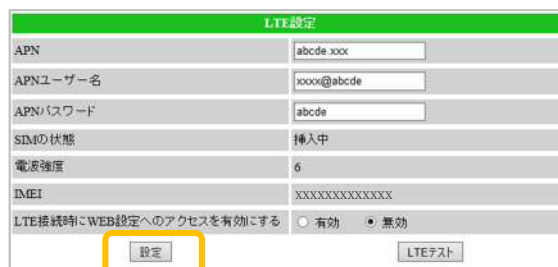 LTE設定
APN abcde.xxx
APNユーザー名 xxxx@abcde
APNパスワード abcde
SIMの状態 挿入中
電波強度 6
IMEI XXXXXXXXXXXXX
LTE接続時にWEB設定へのアクセスを有効にする 有効 無効
設定 LTEテスト